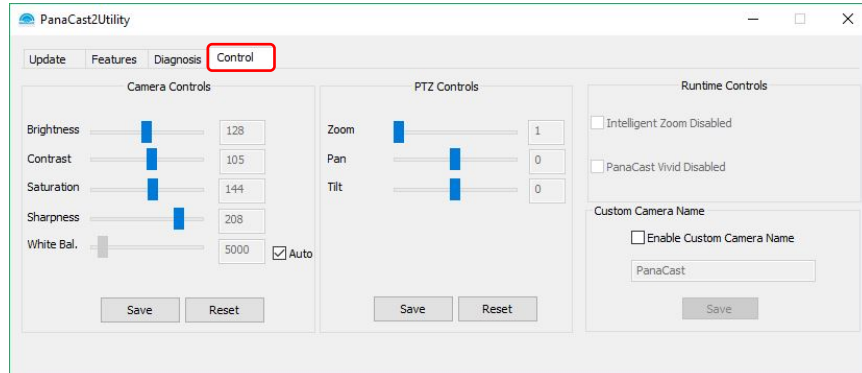 PanaCast2Utility
Update Features Diagnosis Control
Camera Controls
Brightness 128
Contrast 105
Saturation 144
Sharpness 208
White Bal. 5000 Auto
Save Reset
PTZ Controls
Zoom 1
Pan 0
Tilt 0
Save Reset
Runtime Controls
Intelligent Zoom Disabled
PanaCast Vivid Disabled
Custom Camera Name
Enable Custom Camera Name
PanaCast
Save